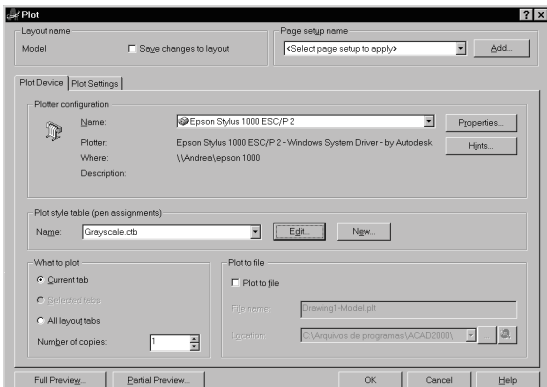 Plot
Layout name
Model
Save changes to layout
Page setup name
<Select page setup to apply>
Add...
Plot Device
Plot Settings
Plotter configuration
Name:
Epson Stylus 1000 ESC/P 2
Properties...
Plotter:
Epson Stylus 1000 ESC/P 2 - Windows System Driver - by Autodesk
Hints...
Where:
\\Andrea\epson 1000
Description:
Plot style table (pen assignments)
Name:
Grayscale.ctb
Edit...
New...
What to plot
Current tab
Selected tabs
All layout tabs
Number of copies:
1
Plot to file
Plot to file
File name:
Drawing1-Model.plt
Location:
C:\Arquivos de programas\ACAD2000\
...
Full Preview...
Partial Preview...
OK
Cancel
Help